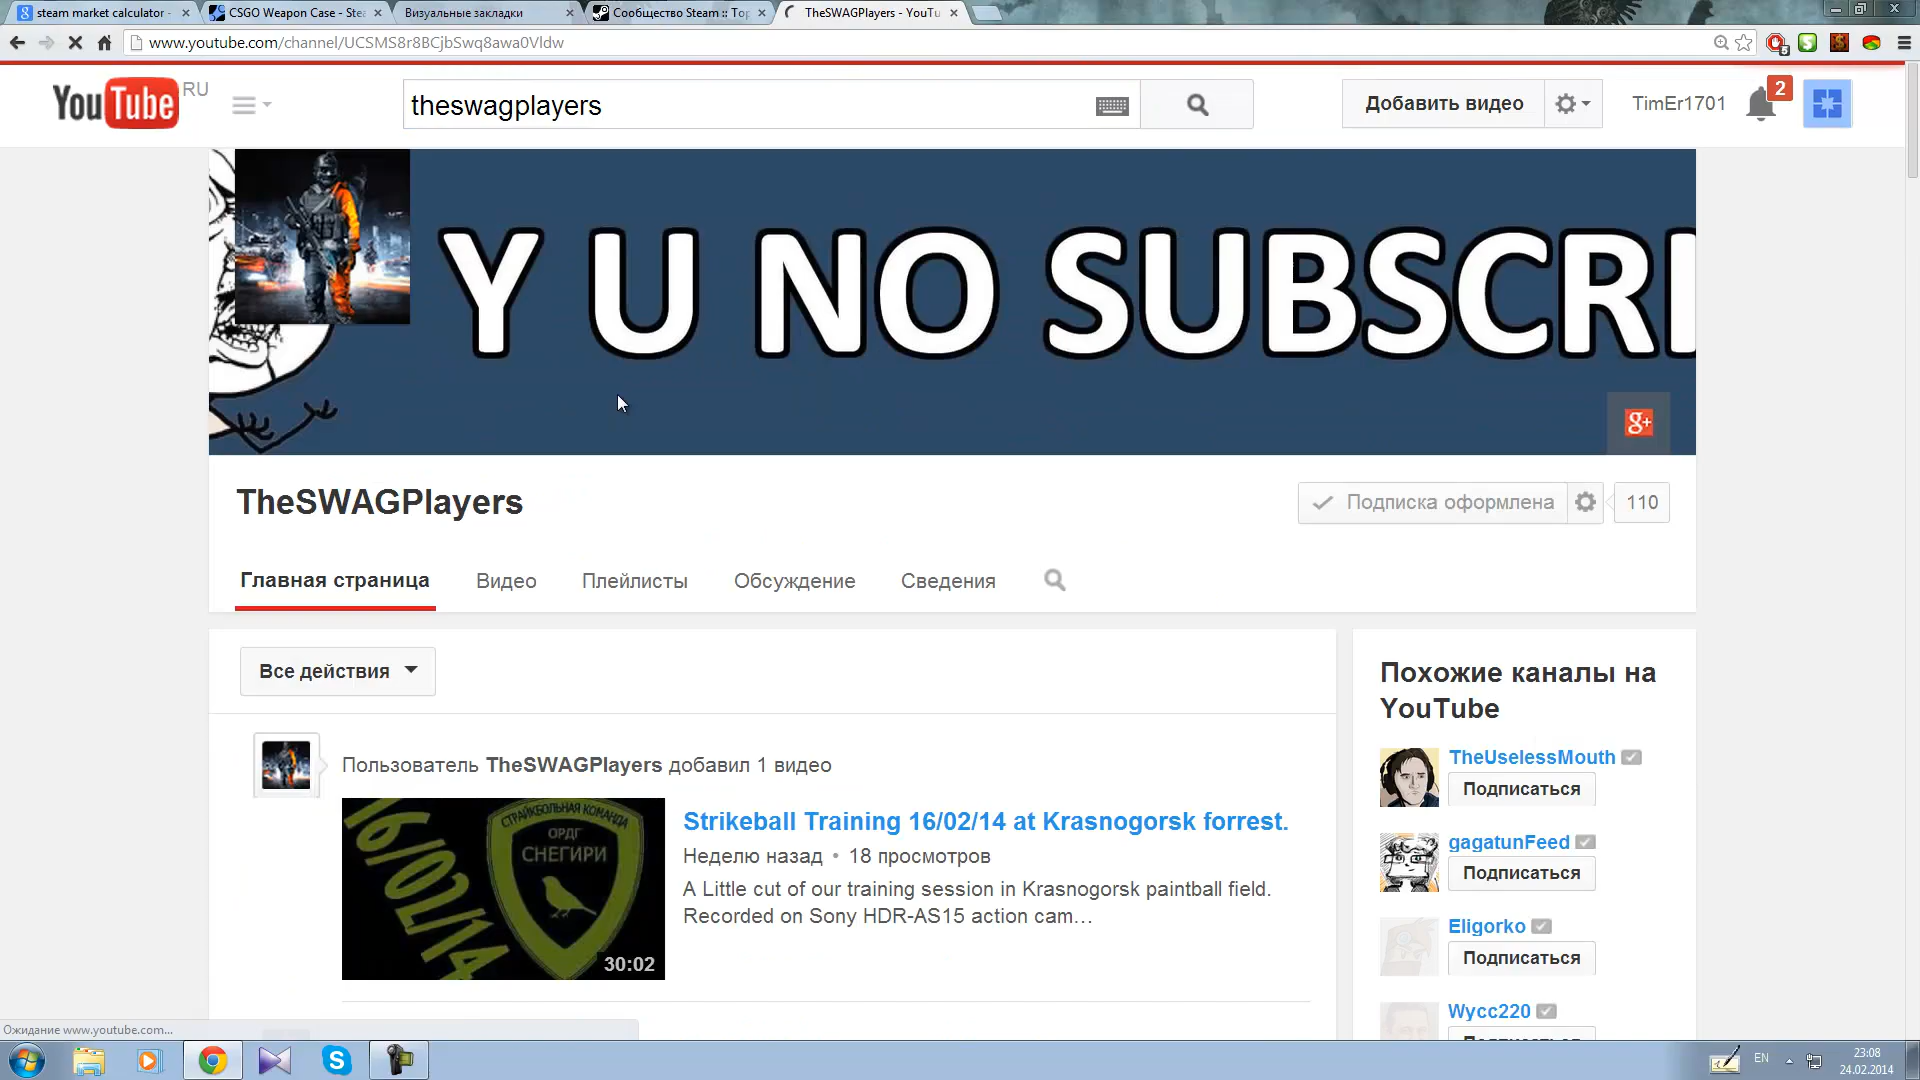 steam market calculator -
CSGO Weapon Case - Stea
Визуальные закладки
Сообщество Steam :: Тор
TheSWAGPlayers - YouTu
www.youtube.com/channel/UCSMS8r8BCjbSwq8awa0Vldw
YouTube RU
theswagplayers
Добавить видео
TimEr1701
2
Y U NO SUBSCRI
g+
TheSWAGPlayers
Подписка оформлена
110
Главная страница
Видео
Плейлисты
Обсуждение
Сведения
Все действия
Пользователь TheSWAGPlayers добавил 1 видео
16/02/14
СТРАЙКБОЛЬНАЯ КОМАНДА
ОРДГ
СНЕГИРИ
30:02
Strikeball Training 16/02/14 at Krasnogorsk forrest.
Неделю назад • 18 просмотров
A Little cut of our training session in Krasnogorsk paintball field.
Recorded on Sony HDR-AS15 action cam...
Похожие каналы на
YouTube
TheUselessMouth
Подписаться
gagatunFeed
Подписаться
Eligorko
Подписаться
Wycc220
Подписаться
Ожидание www.youtube.com...
EN
23:08
24.02.2014